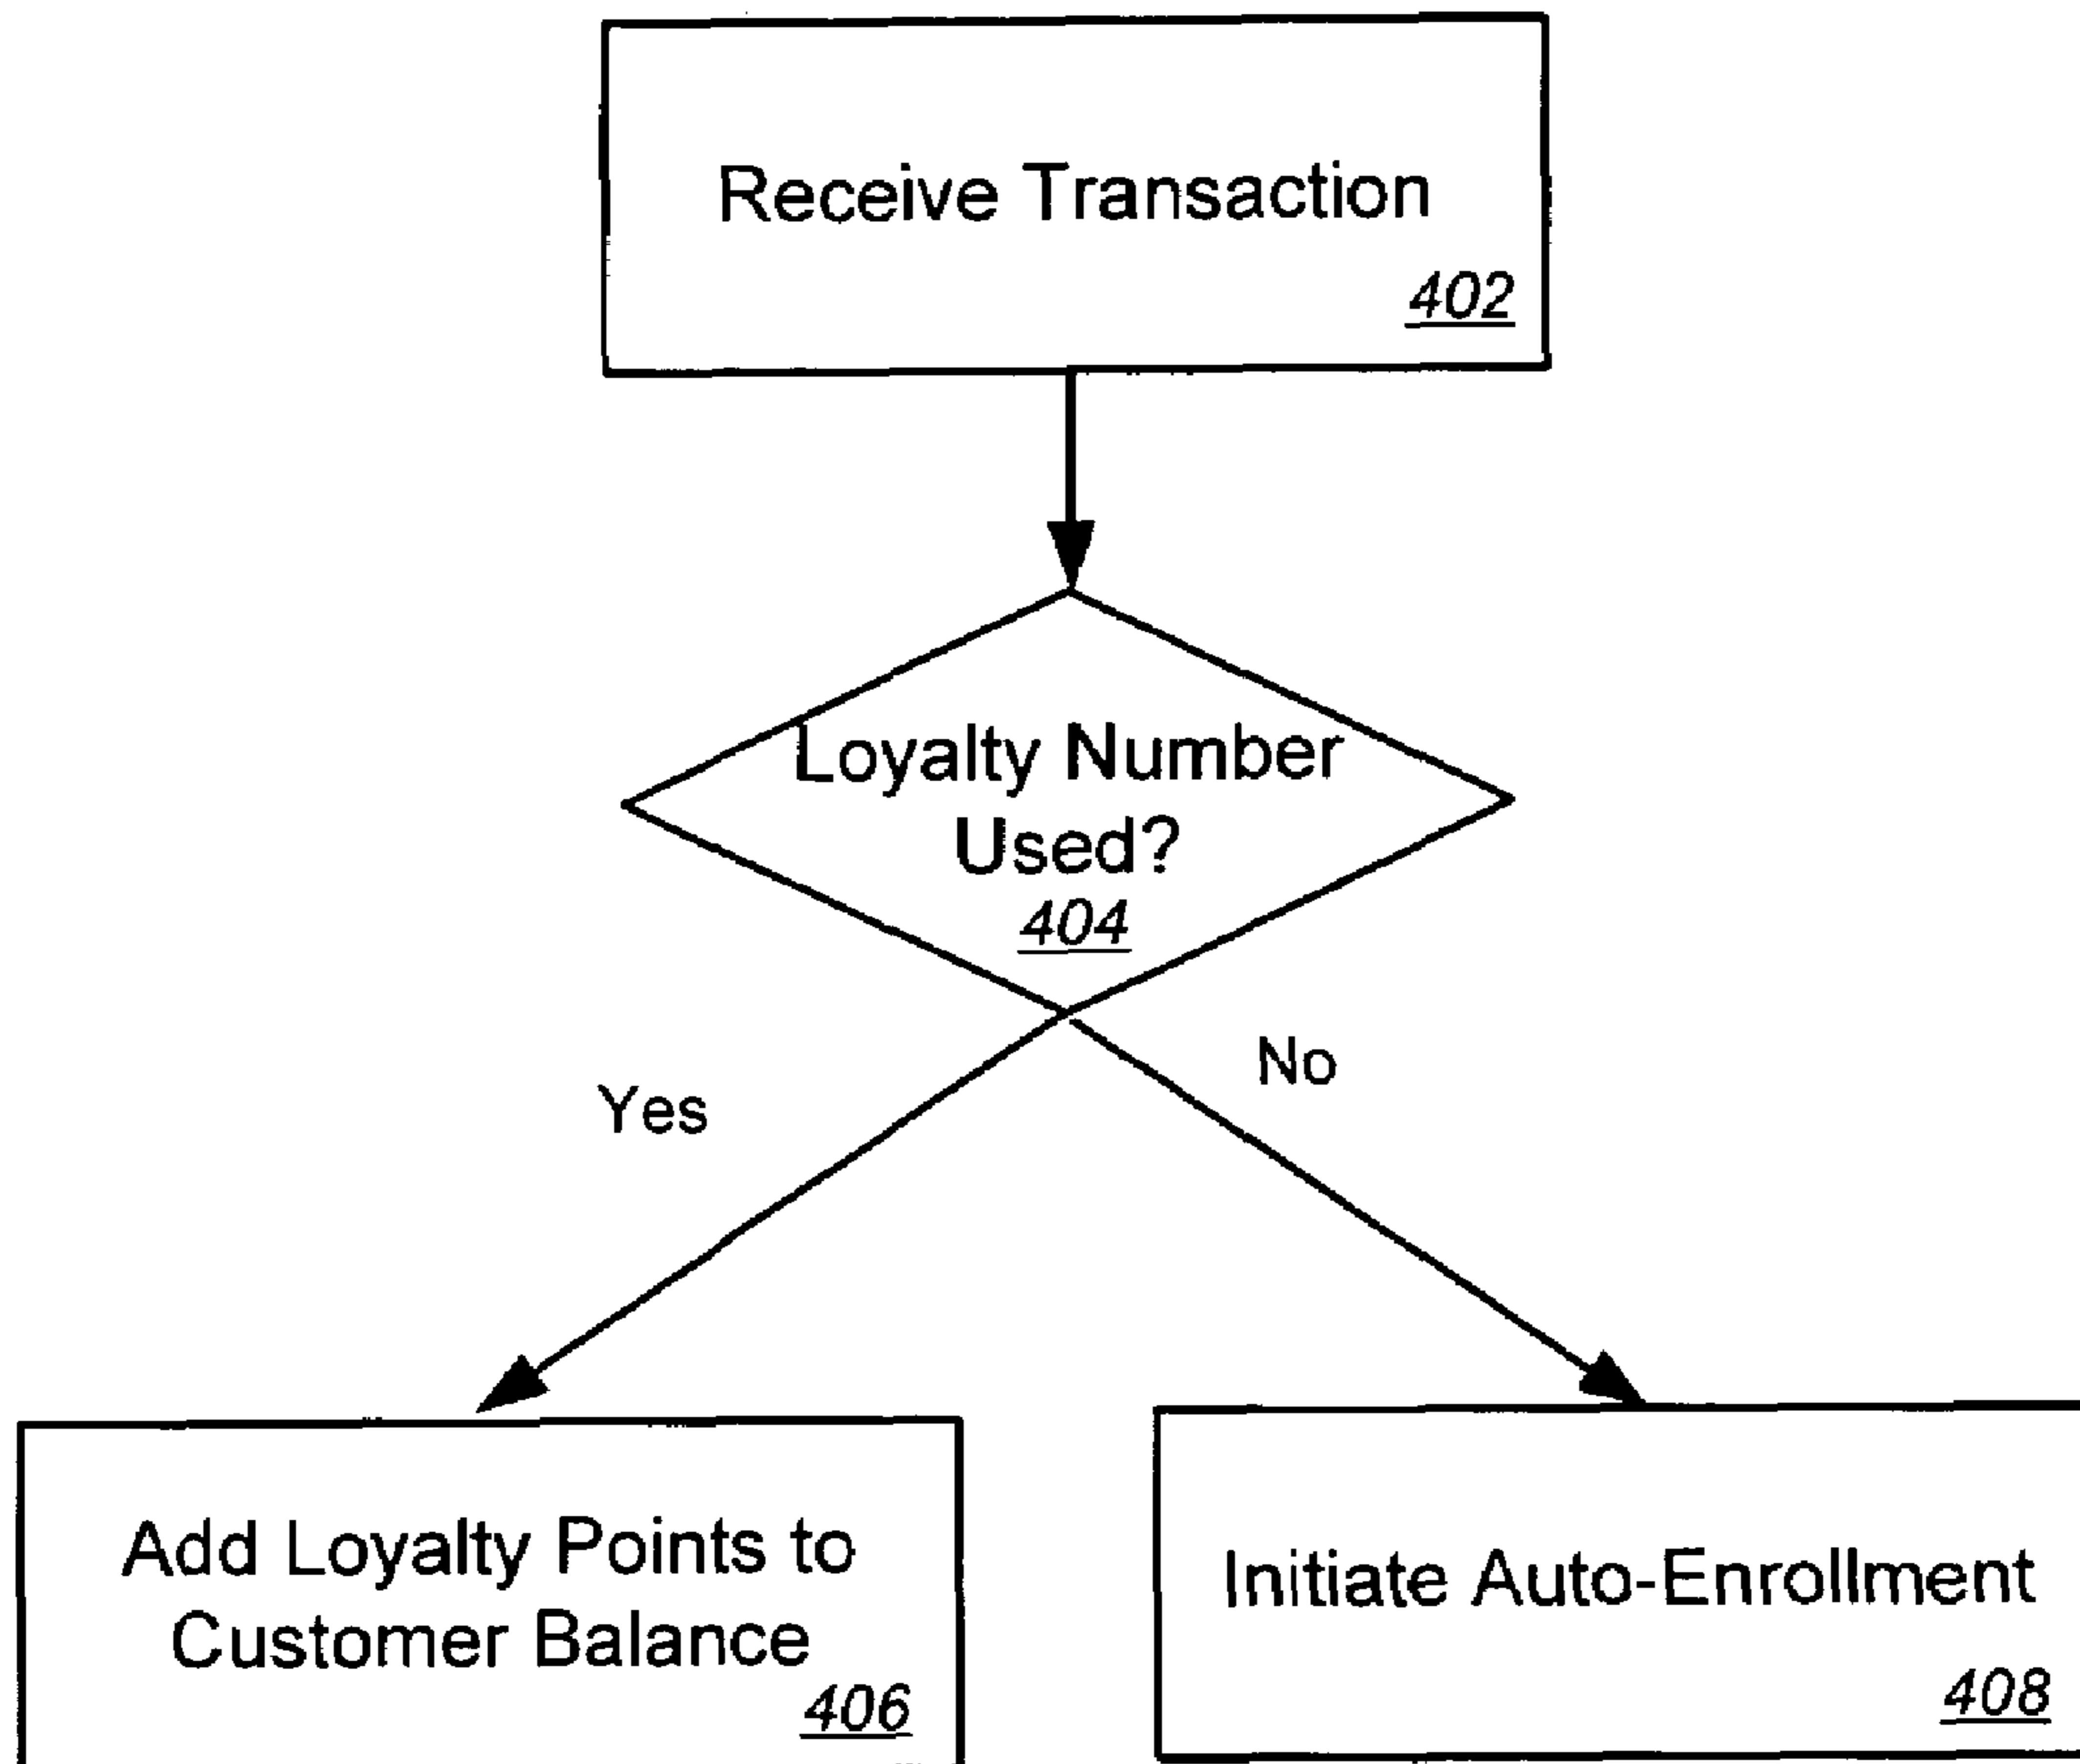 Receive Transaction
402
Loyalty Number
Used?
404
Yes
No
Add Loyalty Points to
Customer Balance
406
Initiate Auto-Enrollment
408